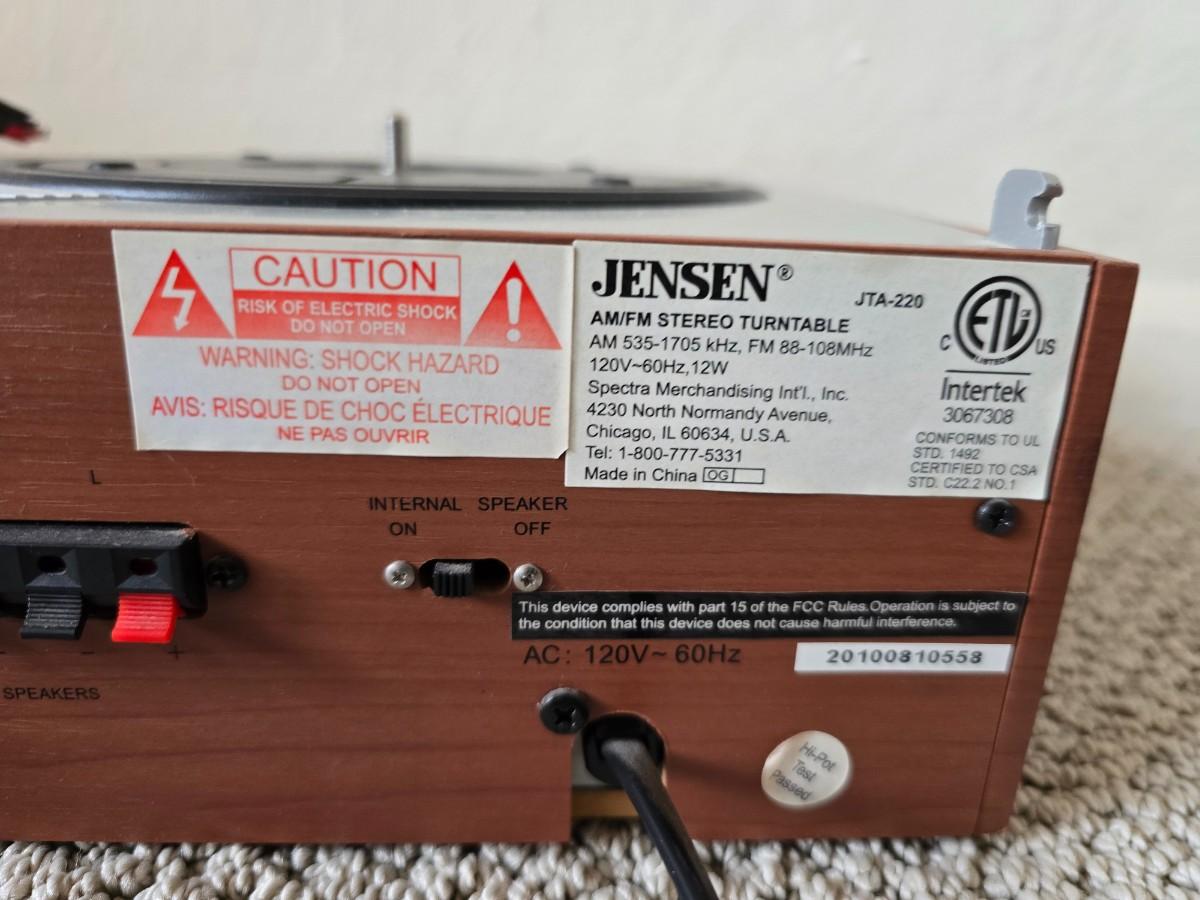 CAUTION
RISK OF ELECTRIC SHOCK
DO NOT OPEN
WARNING: SHOCK HAZARD
DO NOT OPEN
AVIS: RISQUE DE CHOC ÉLECTRIQUE
NE PAS OUVRIR
JENSEN®
JTA-220
AM/FM STEREO TURNTABLE
AM 535-1705 kHz, FM 88-108MHz
120V~60Hz,12W
Spectra Merchandising Int'l., Inc.
4230 North Normandy Avenue,
Chicago, IL 60634, U.S.A.
Tel: 1-800-777-5331
Made in China OG
ETL
C US
LISTED
Intertek
3067308
CONFORMS TO UL
STD. 1492
CERTIFIED TO CSA
STD. C22.2 NO.1
L
INTERNAL SPEAKER
ON OFF
- +
SPEAKERS
This device complies with part 15 of the FCC Rules.Operation is subject to
the condition that this device does not cause harmful interference.
AC: 120V~ 60Hz
20100810558
Hi-Pot
Test
Passed